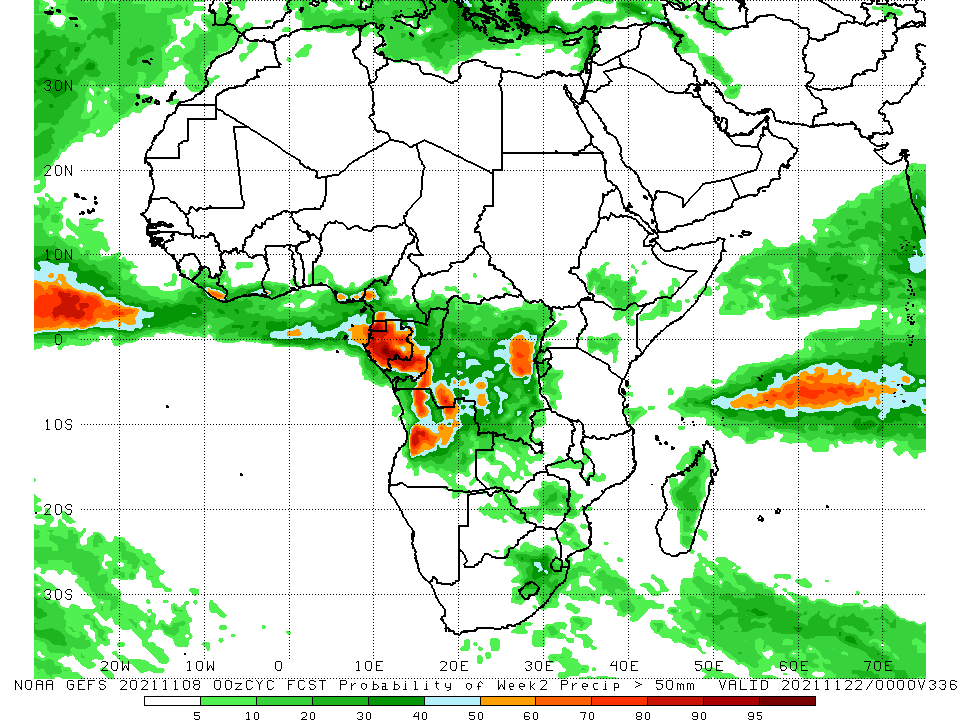 30N
20N
10N
0
10S
20S
30S
20W 10W 0 10E 20E 30E 40E 50E 60E 70E
NOAA GEFS 20211108 00zCYC FCST Probability of Week2 Precip > 50mm VALID 20211122/0000V336
5 10 20 30 40 50 60 70 80 90 95